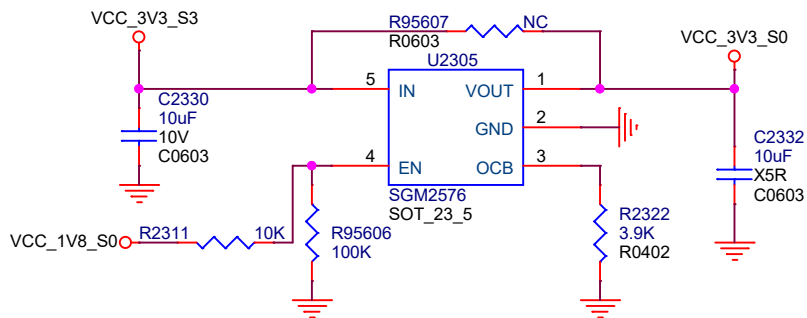 VCC_3V3_S3
R95607 NC
R0603
VCC_3V3_S0
U2305
5 IN VOUT 1
C2330
10uF
10V
C0603
GND 2
C2332
10uF
X5R
C0603
4 EN OCB 3
SGM2576
SOT_23_5
VCC_1V8_S0 R2311 10K
R95606
100K
R2322
3.9K
R0402